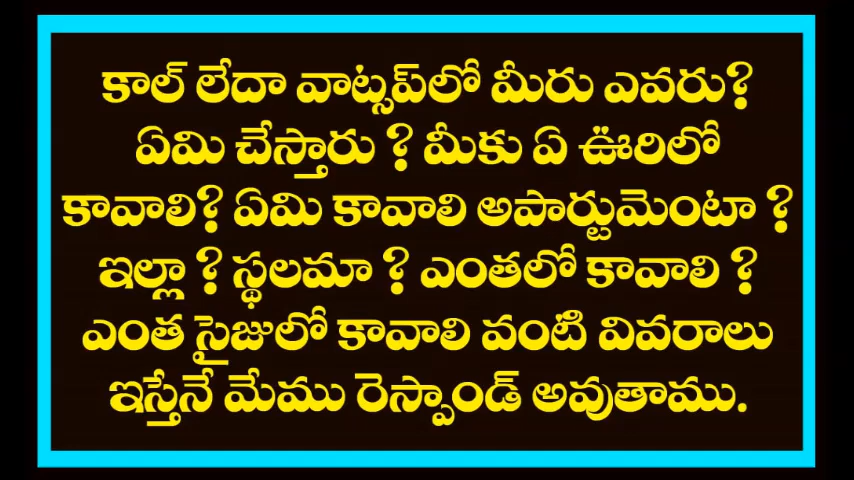 కాల్ లేదా వాట్సప్‌లో మీరు ఎవరు?
ఏమి చేస్తారు ? మీకు ఏ ఊరిలో
కావాలి? ఏమి కావాలి అపార్టుమెంటా ?
ఇల్లా ? స్థలమా ? ఎంతలో కావాలి ?
ఎంత సైజులో కావాలి వంటి వివరాలు
ఇస్తేనే మేము రెస్పాండ్ అవుతాము.